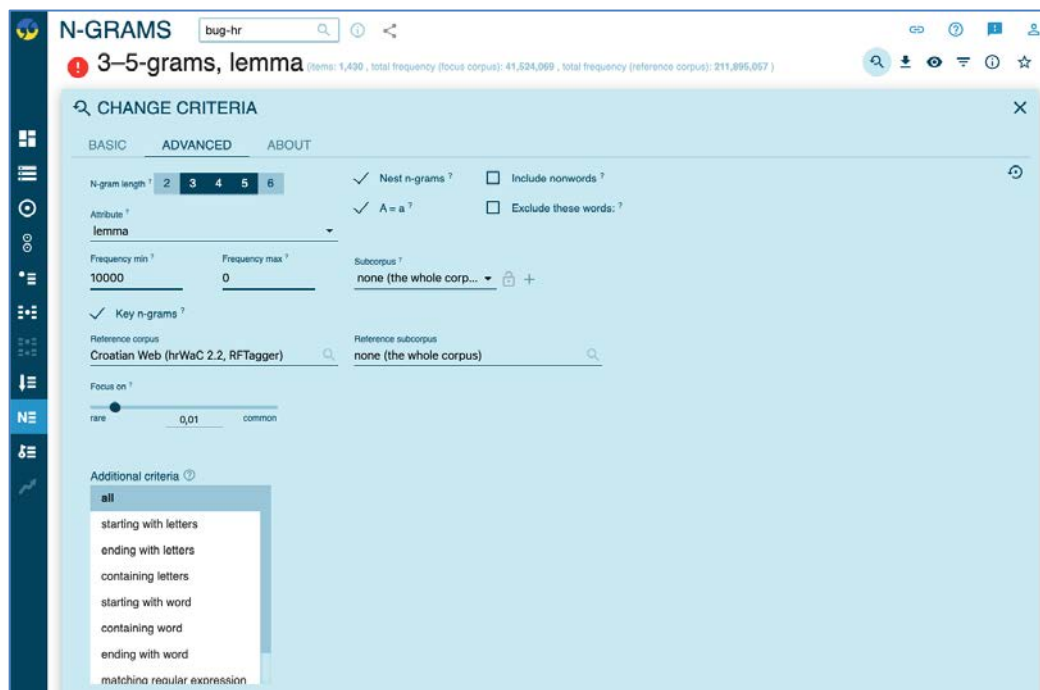 N-GRAMS bug-hr
3–5-grams, lemma (items: 1,430 , total frequency (focus corpus): 41,524,069 , total frequency (reference corpus): 211,895,057 )
CHANGE CRITERIA
BASIC ADVANCED ABOUT
N-gram length ? 2 3 4 5 6
Nest n-grams ? Include nonwords ?
A = a ? Exclude these words: ?
Attribute ?
lemma
Frequency min ? Frequency max ? Subcorpus ?
10000 0 none (the whole corp...
Key n-grams ?
Reference corpus Reference subcorpus
Croatian Web (hrWaC 2.2, RFTagger) none (the whole corpus)
Focus on ?
rare 0,01 common
Additional criteria ?
all
starting with letters
ending with letters
containing letters
starting with word
containing word
ending with word
matching regular expression